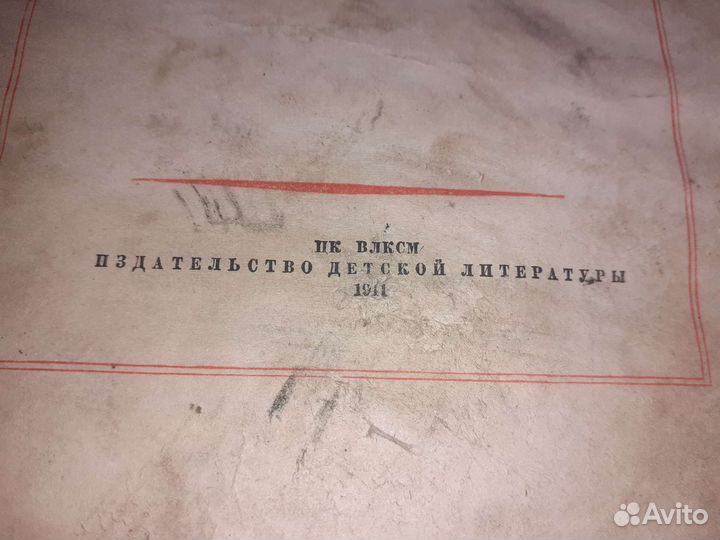 ЦК ВЛКСМ
ИЗДАТЕЛЬСТВО ДЕТСКОЙ ЛИТЕРАТУРЫ
1941
Avito